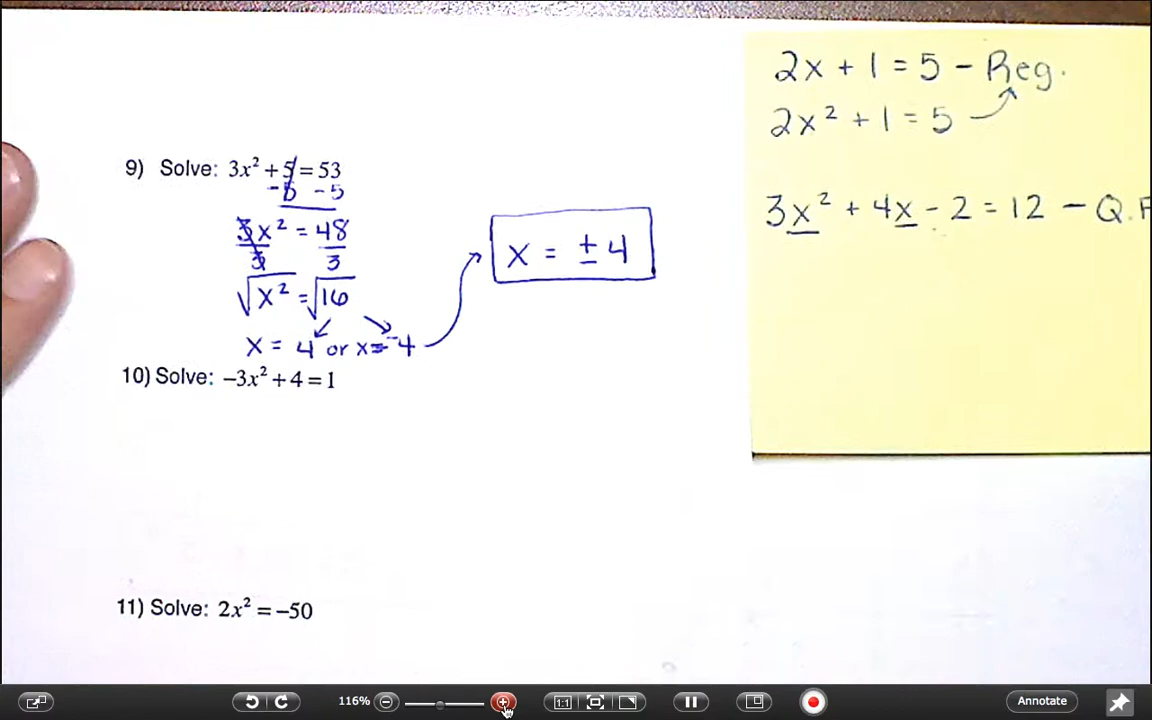 9) Solve: 3x² + 5 = 53
-5 -5
3x² = 48
3 3
√x² = √16
x = 4 or x = -4
x = ± 4
10) Solve: −3x² + 4 = 1
11) Solve: 2x² = −50
2x + 1 = 5 - Reg.
2x² + 1 = 5
3x² + 4x - 2 = 12 - Q.F
116%
1:1
Annotate